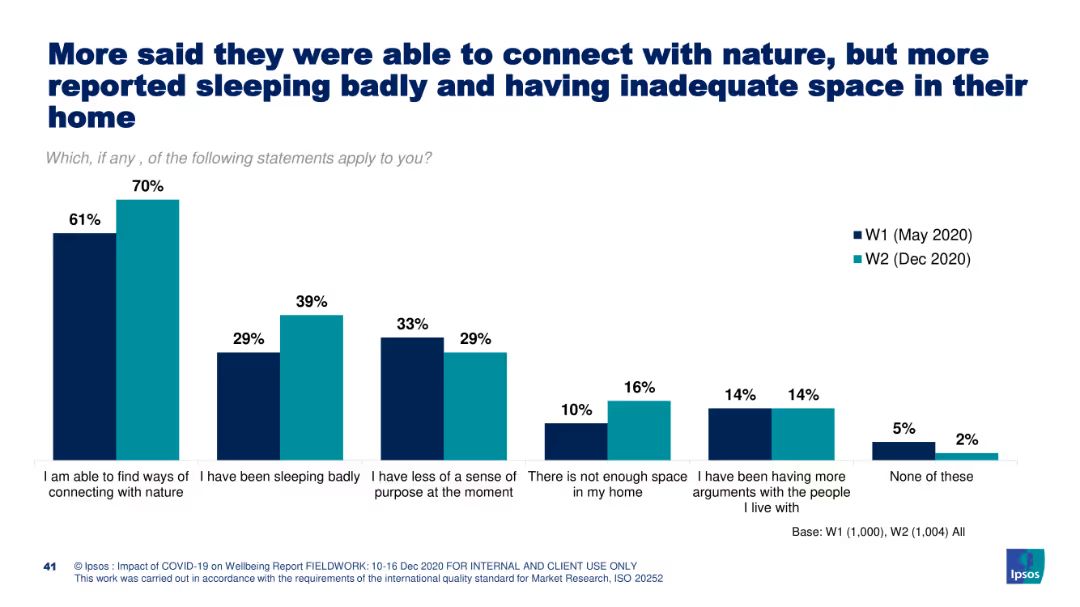 More said they were able to connect with nature, but more
reported sleeping badly and having inadequate space in their
home
Which, if any , of the following statements apply to you?
70%
61%
W1 (May 2020)
W2 (Dec 2020)
39%
29%
33%
29%
10%
16%
14%
14%
5%
2%
I am able to find ways of
connecting with nature
I have been sleeping badly
I have less of a sense of
purpose at the moment
There is not enough space
in my home
I have been having more
arguments with the people
I live with
None of these
Base: W1 (1,000), W2 (1,004) All
41
© Ipsos : Impact of COVID-19 on Wellbeing Report FIELDWORK: 10-16 Dec 2020 FOR INTERNAL AND CLIENT USE ONLY
This work was carried out in accordance with the requirements of the international quality standard for Market Research, ISO 20252
Ipsos